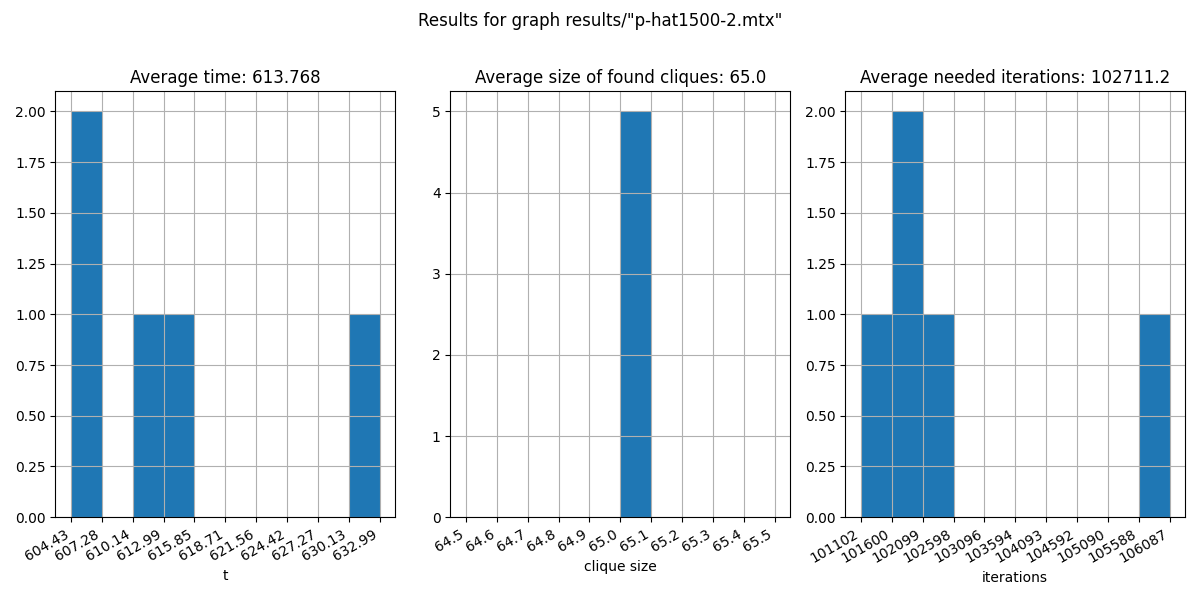 Results for graph results/"p-hat1500-2.mtx"
Average time: 613.768
2.00
1.75
1.50
1.25
1.00
0.75
0.50
0.25
0.00
604.43 607.28 610.14 612.99 615.85 618.71 621.56 624.42 627.27 630.13 632.99
t
Average size of found cliques: 65.0
5
4
3
2
1
0
64.5 64.6 64.7 64.8 64.9 65.0 65.1 65.2 65.3 65.4 65.5
clique size
Average needed iterations: 102711.2
2.00
1.75
1.50
1.25
1.00
0.75
0.50
0.25
0.00
101102 101600 102099 102598 103096 103594 104093 104592 105090 105588 106087
iterations